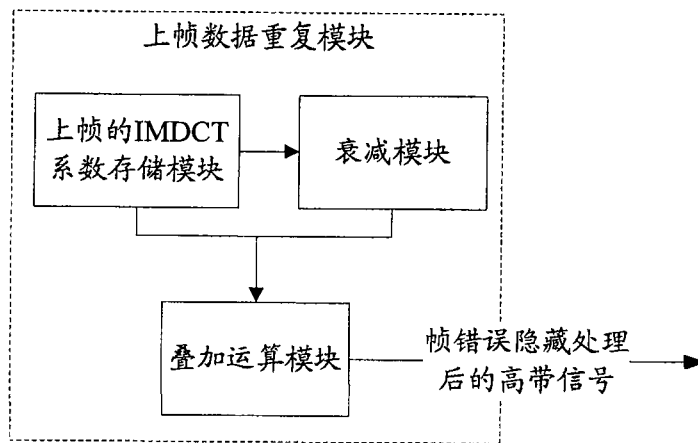 上帧数据重复模块
上帧的IMDCT
系数存储模块
衰减模块
叠加运算模块
帧错误隐藏处理
后的高带信号